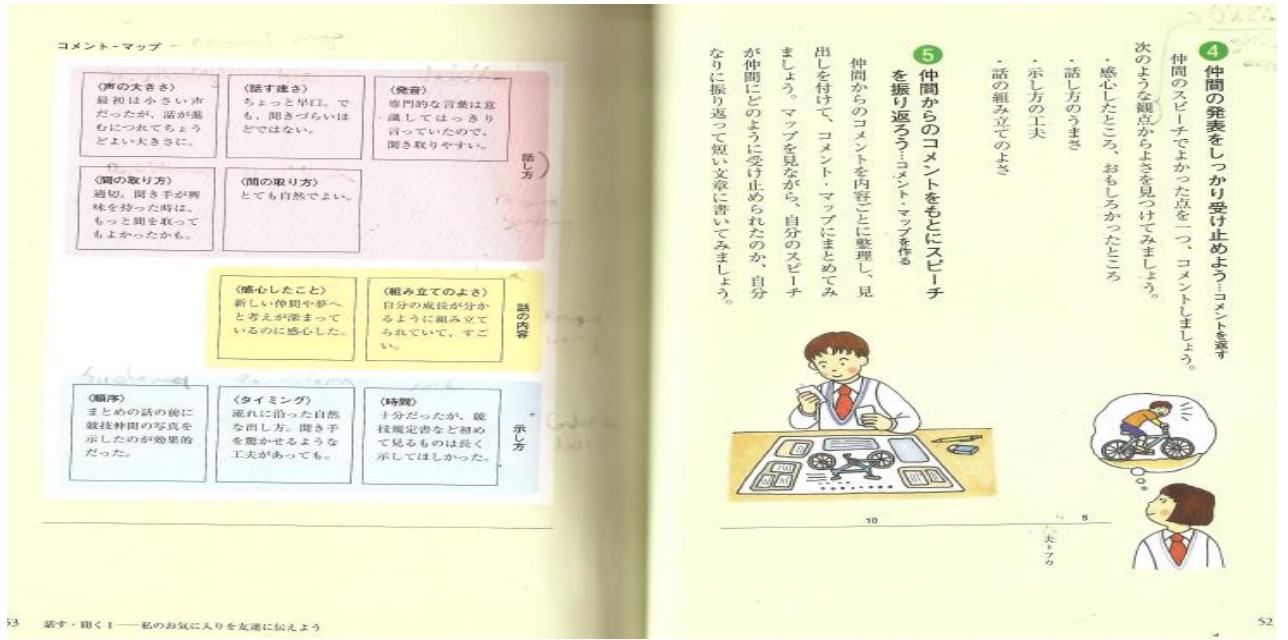 4 仲間の発表をしっかり受け止めよう…コメントを返す
仲間のスピーチでよかった点を一つ、コメントしましょう。
次のような観点からよさを見つけてみましょう。
・感心したところ、おもしろかったところ
・話し方のうまさ
・示し方の工夫
・話の組み立てのよさ
5 仲間からのコメントをもとにスピーチ
を振り返ろう…コメント・マップを作る
仲間からのコメントを内容ごとに整理し、見
出しを付けて、コメント・マップにまとめてみ
ましょう。マップを見ながら、自分のスピーチ
が仲間にどのように受け止められたのか、自分
なりに振り返って短い文章に書いてみましょう。
5
10
夫=フウ
52
コメント・マップ
話し方
〈発音〉
専門的な言葉は意
識してはっきり
言っていたので、
聞き取りやすい。
〈話す速さ〉
ちょっと早口。で
も、聞きづらいほ
どではない。
〈声の大きさ〉
最初は小さい声
だったが、話が進
むにつれてちょう
どよい大きさに。
〈間の取り方〉
とても自然でよい。
〈間の取り方〉
適切。聞き手が興
味を持った時は、
もっと間を取って
もよかったかも。
話の内容
〈組み立てのよさ〉
自分の成長が分か
るように組み立て
られていて、すご
い。
〈感心したこと〉
新しい仲間や夢へ
と考えが深まって
いるのに感心した。
示し方
〈時間〉
十分だったが、競
技規定書など初め
て見るものは長く
示してほしかった。
〈タイミング〉
流れに沿った自然
な出し方。聞き手
を驚かせるような
工夫があっても。
〈順序〉
まとめの話の前に
競技仲間の写真を
示したのが効果的
だった。
53 話す・聞く1――私のお気に入りを友達に伝えよう